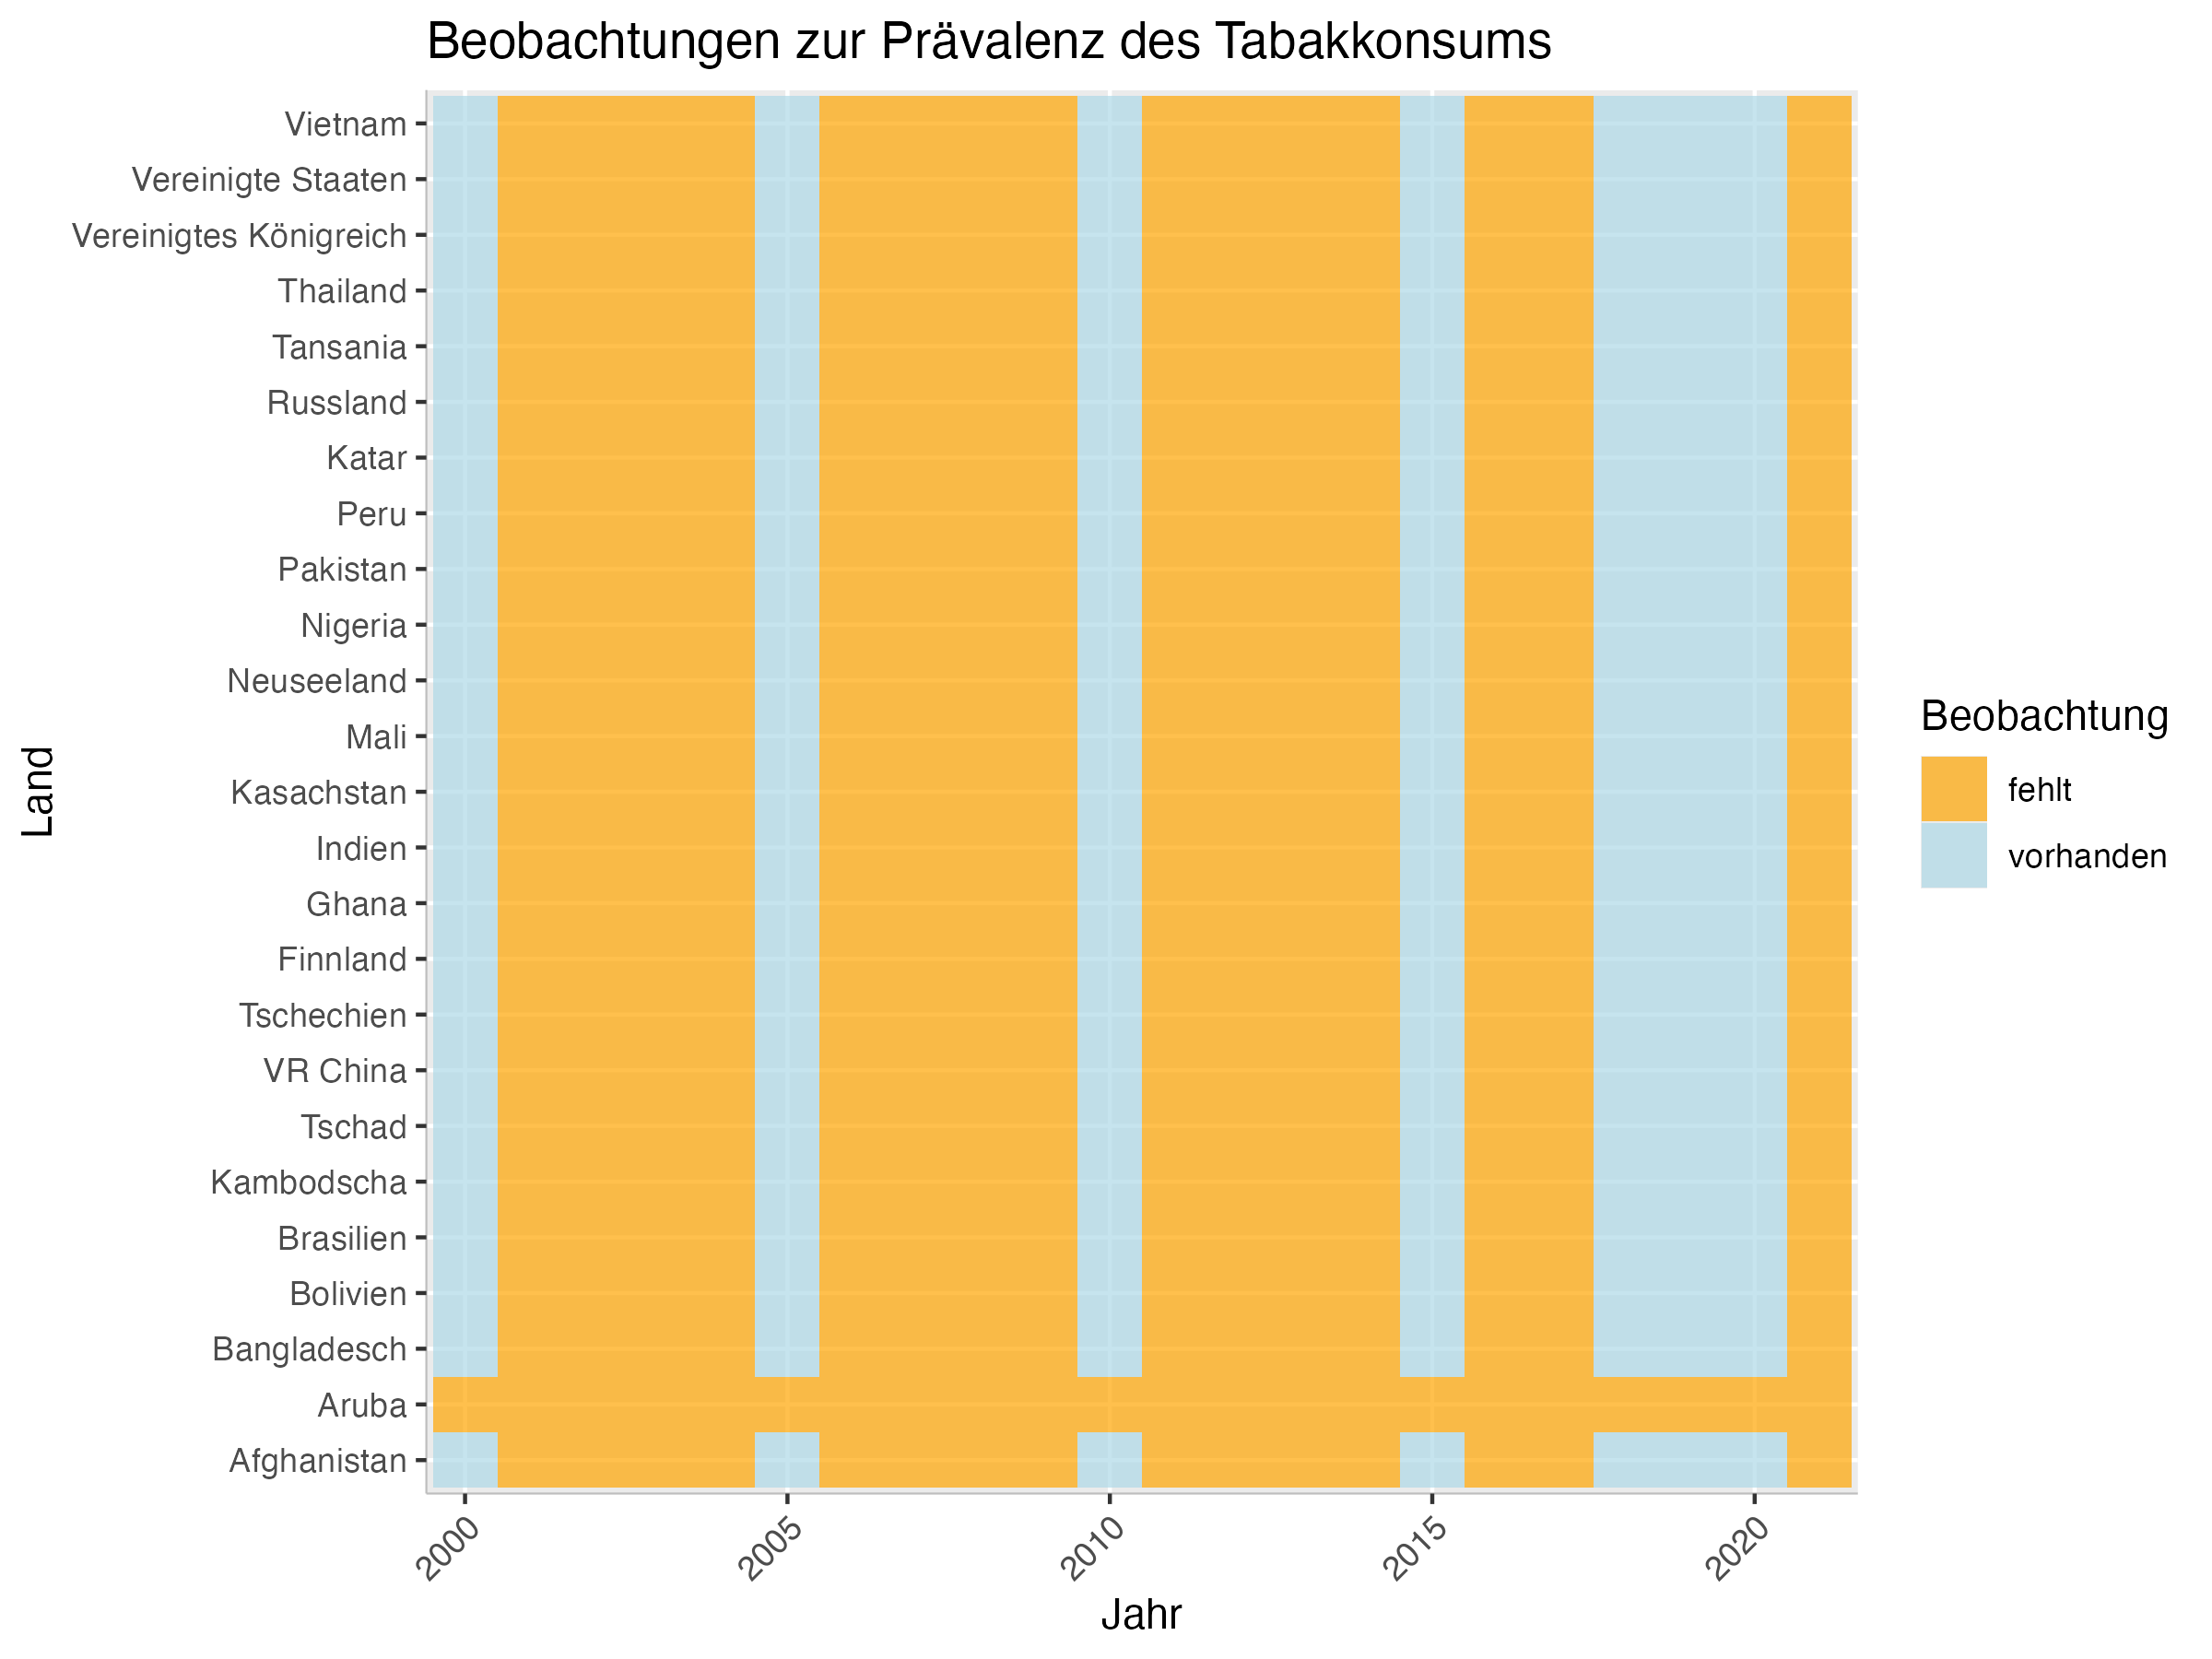 Beobachtungen zur Prävalenz des Tabakkonsums
Land
Vietnam
Vereinigte Staaten
Vereinigtes Königreich
Thailand
Tansania
Russland
Katar
Peru
Pakistan
Nigeria
Neuseeland
Mali
Kasachstan
Indien
Ghana
Finnland
Tschechien
VR China
Tschad
Kambodscha
Brasilien
Bolivien
Bangladesch
Aruba
Afghanistan
2000
2005
2010
2015
2020
Jahr
Beobachtung
fehlt
vorhanden